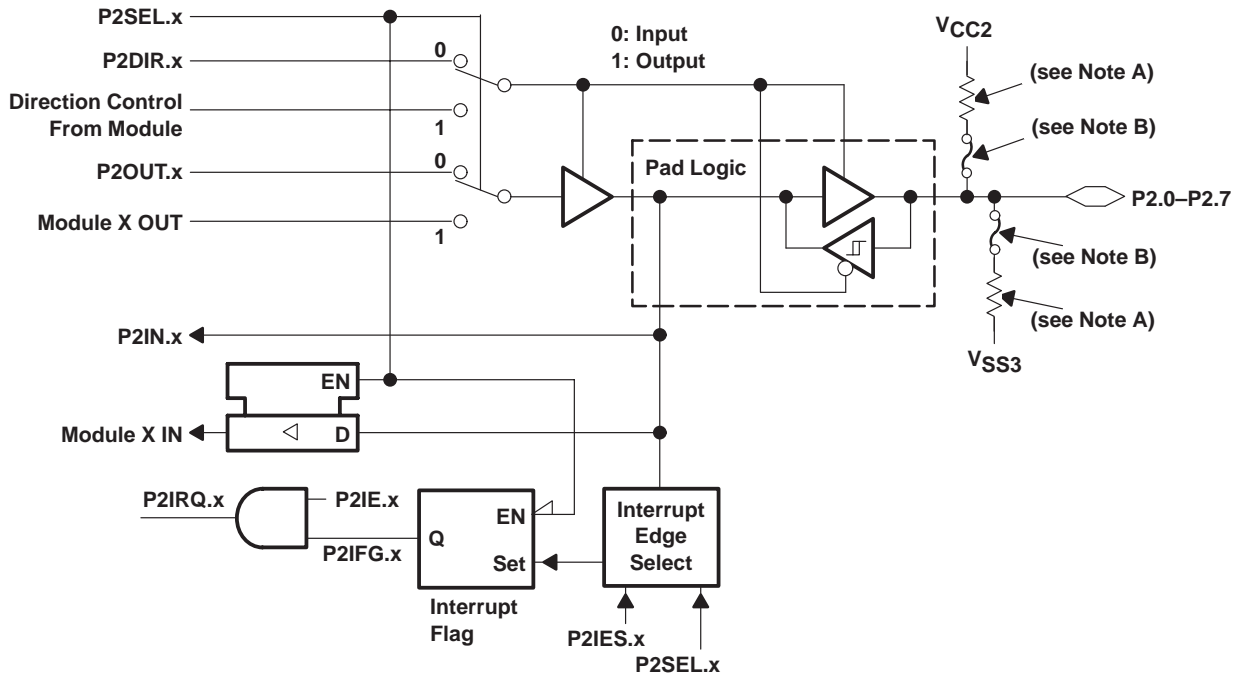 P2SEL.x
P2DIR.x
0
Direction Control
From Module
1
P2OUT.x
0
Module X OUT
1
0: Input
1: Output
Pad Logic
VCC2
(see Note A)
(see Note B)
P2.0–P2.7
(see Note B)
(see Note A)
VSS3
P2IN.x
EN
Module X IN
D
P2IRQ.x
P2IE.x
P2IFG.x
Q
EN
Set
Interrupt
Flag
Interrupt
Edge
Select
P2IES.x
P2SEL.x